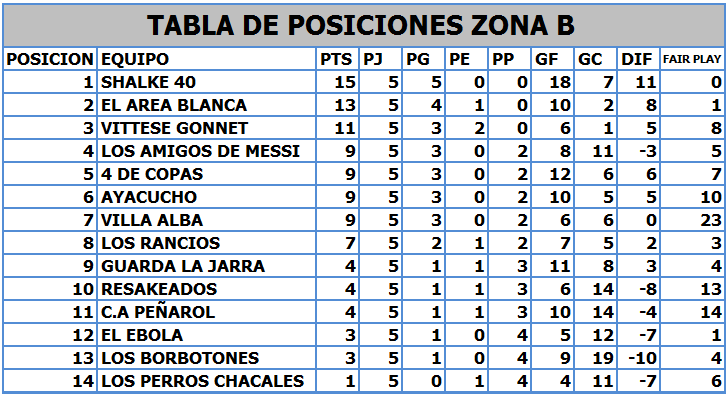 TABLA DE POSICIONES ZONA B
POSICION EQUIPO PTS PJ PG PE PP GF GC DIF FAIR PLAY
1 SHALKE 40 15 5 5 0 0 18 7 11 0
2 EL AREA BLANCA 13 5 4 1 0 10 2 8 1
3 VITTESE GONNET 11 5 3 2 0 6 1 5 8
4 LOS AMIGOS DE MESSI 9 5 3 0 2 8 11 -3 5
5 4 DE COPAS 9 5 3 0 2 12 6 6 7
6 AYACUCHO 9 5 3 0 2 10 5 5 10
7 VILLA ALBA 9 5 3 0 2 6 6 0 23
8 LOS RANCIOS 7 5 2 1 2 7 5 2 3
9 GUARDA LA JARRA 4 5 1 1 3 11 8 3 4
10 RESAKEADOS 4 5 1 1 3 6 14 -8 13
11 C.A PEÑAROL 4 5 1 1 3 10 14 -4 14
12 EL EBOLA 3 5 1 0 4 5 12 -7 1
13 LOS BORBOTONES 3 5 1 0 4 9 19 -10 4
14 LOS PERROS CHACALES 1 5 0 1 4 4 11 -7 6